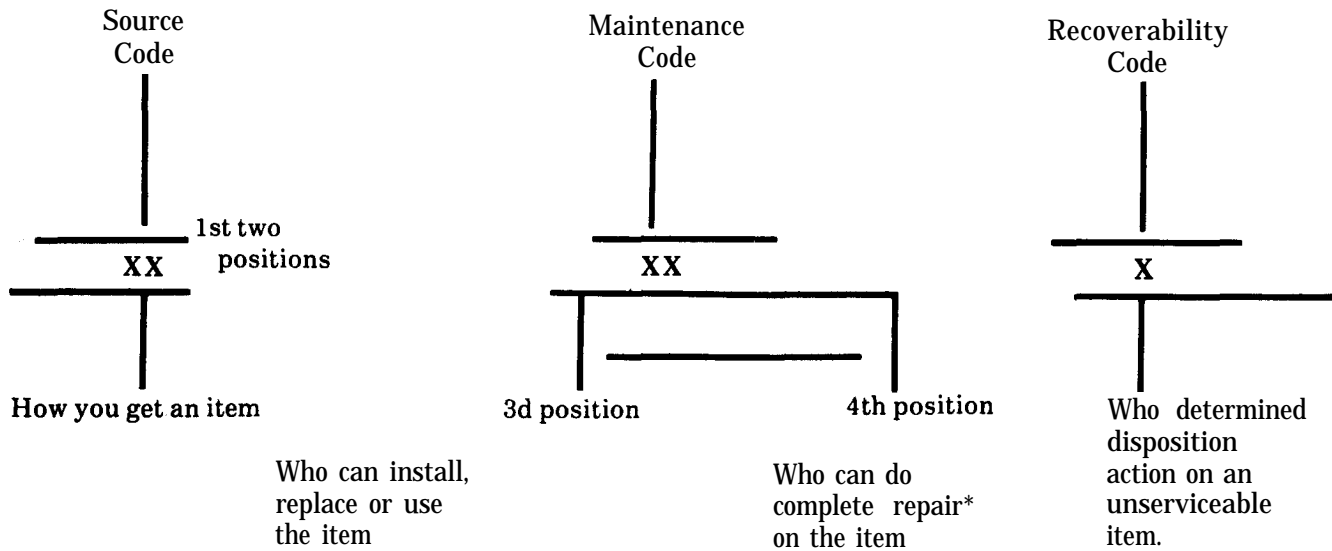 Source
Code
Maintenance
Code
Recoverability
Code
1st two
positions
XX
XX
X
How you get an item
3d position
4th position
Who can install,
replace or use
the item
Who can do
complete repair*
on the item
Who determined
disposition
action on an
unserviceable
item.